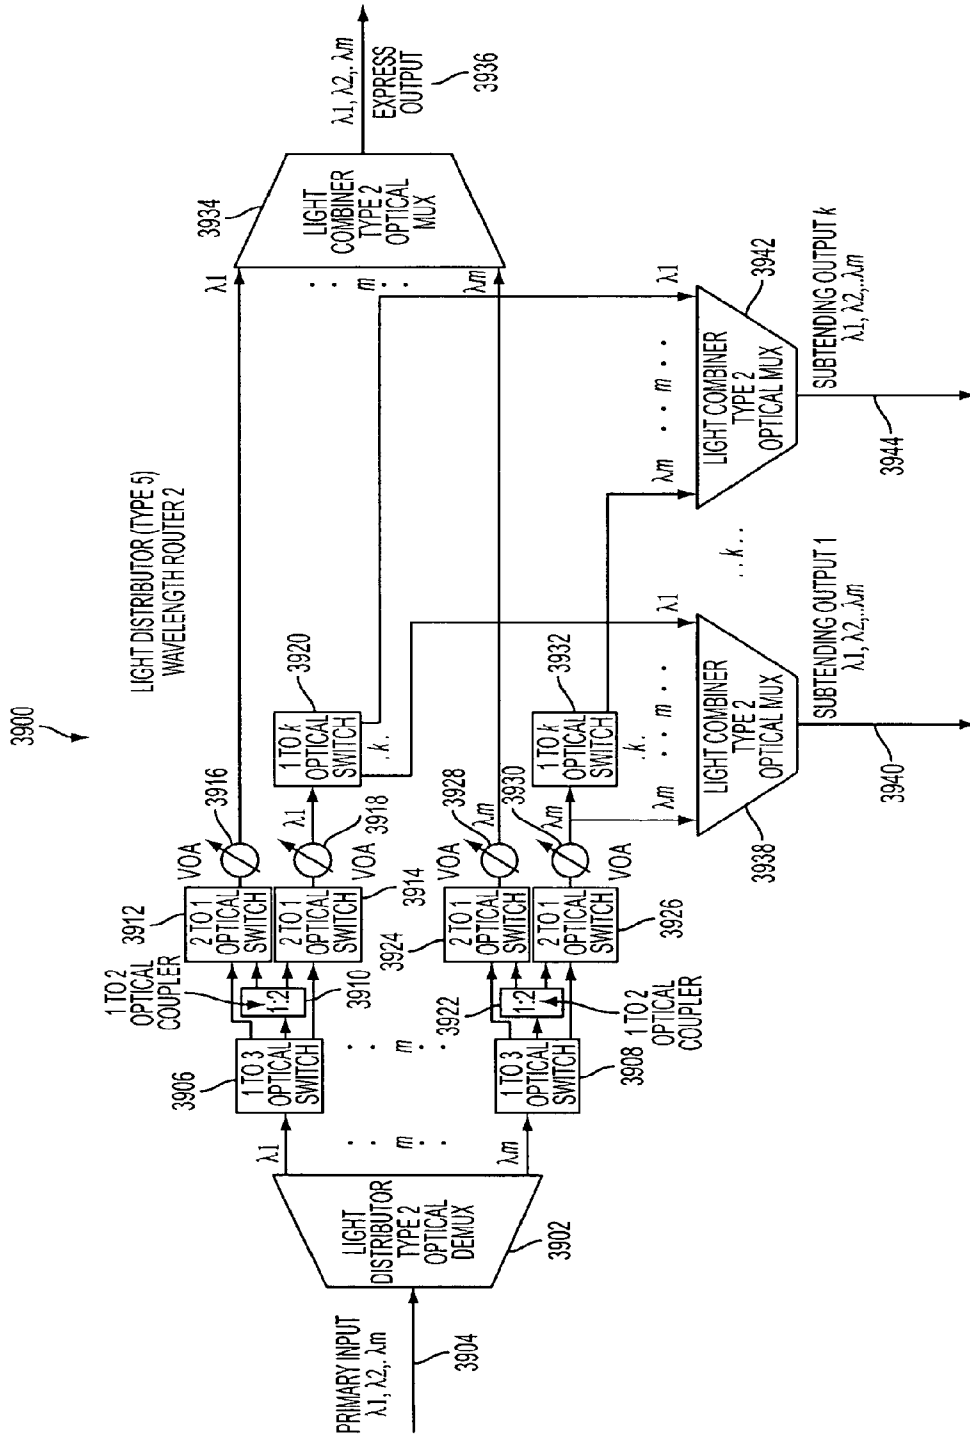 3900
LIGHT DISTRIBUTOR (TYPE 5)
WAVELENGTH ROUTER 2
PRIMARY INPUT
λ1, λ2,. λm
3904
LIGHT
DISTRIBUTOR
TYPE 2
OPTICAL
DEMUX
3902
λ1
. . m . .
λm
3906
1 TO 3
OPTICAL
SWITCH
. . m . .
1 TO 3
OPTICAL
SWITCH
3908
1 TO 2
OPTICAL
COUPLER
1:2
3910
3912
2 TO 1
OPTICAL
SWITCH
2 TO 1
OPTICAL
SWITCH
3914
VOA
3916
λ1
VOA
3918
3920
1 TO k
OPTICAL
SWITCH
..k..
3922
1:2
1 TO 2
OPTICAL
COUPLER
3924
2 TO 1
OPTICAL
SWITCH
2 TO 1
OPTICAL
SWITCH
3926
VOA
3928
λm
VOA
3930
λm
3932
1 TO k
OPTICAL
SWITCH
..k..
λ1
. . m . .
λm
3934
LIGHT
COMBINER
TYPE 2
OPTICAL
MUX
λ1, λ2,. λm
EXPRESS
OUTPUT
3936
λm
. . m . .
λ1
LIGHT COMBINER
TYPE 2
OPTICAL MUX
3938
SUBTENDING OUTPUT 1
λ1, λ2,..λm
3940
. . k . .
λm
. . m . .
λ1
LIGHT COMBINER
TYPE 2
OPTICAL MUX
3942
SUBTENDING OUTPUT k
λ1, λ2,..λm
3944